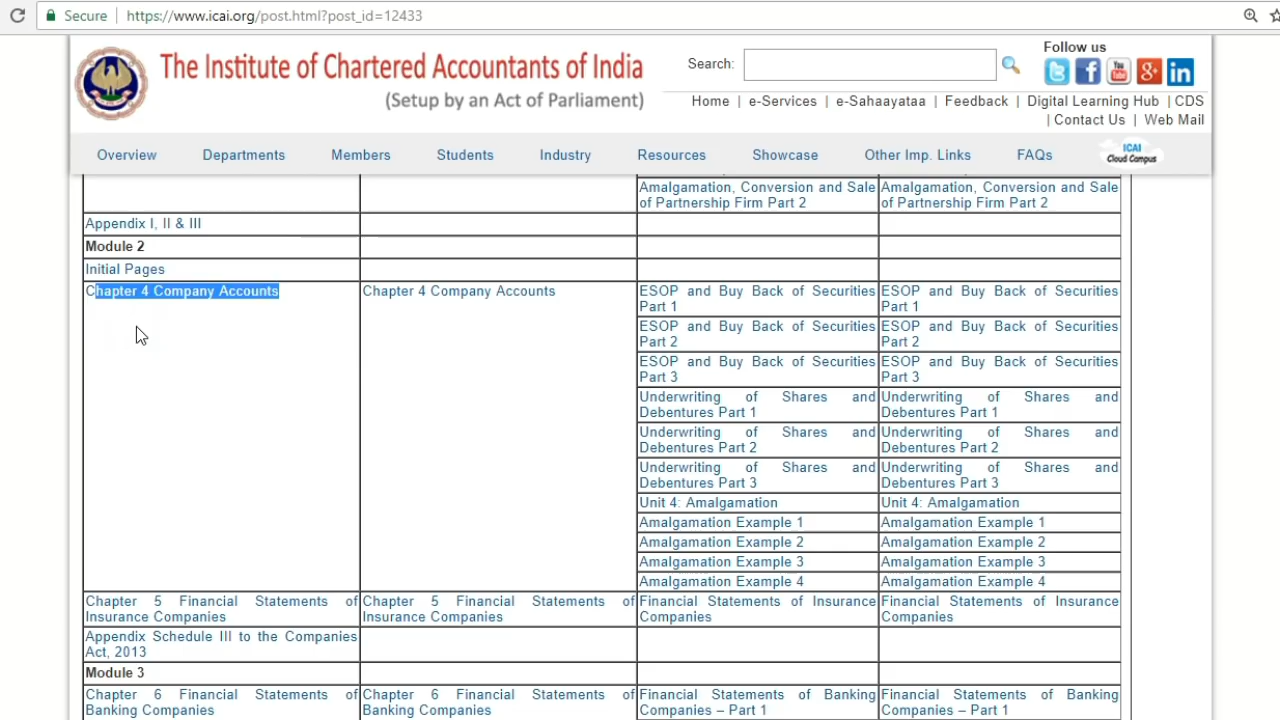 Secure https://www.icai.org/post.html?post_id=12433
The Institute of Chartered Accountants of India
(Setup by an Act of Parliament)
Search:
Follow us
You Tube g+ in
Home | e-Services | e-Sahaayataa | Feedback | Digital Learning Hub | CDS
| Contact Us | Web Mail
Overview Departments Members Students Industry Resources Showcase Other Imp. Links FAQs ICAI Cloud Campus
Amalgamation, Conversion and Sale Amalgamation, Conversion and Sale
of Partnership Firm Part 2 of Partnership Firm Part 2
Appendix I, II & III
Module 2
Initial Pages
Chapter 4 Company Accounts Chapter 4 Company Accounts ESOP and Buy Back of Securities ESOP and Buy Back of Securities
Part 1 Part 1
ESOP and Buy Back of Securities ESOP and Buy Back of Securities
Part 2 Part 2
ESOP and Buy Back of Securities ESOP and Buy Back of Securities
Part 3 Part 3
Underwriting of Shares and Underwriting of Shares and
Debentures Part 1 Debentures Part 1
Underwriting of Shares and Underwriting of Shares and
Debentures Part 2 Debentures Part 2
Underwriting of Shares and Underwriting of Shares and
Debentures Part 3 Debentures Part 3
Unit 4: Amalgamation Unit 4: Amalgamation
Amalgamation Example 1 Amalgamation Example 1
Amalgamation Example 2 Amalgamation Example 2
Amalgamation Example 3 Amalgamation Example 3
Amalgamation Example 4 Amalgamation Example 4
Chapter 5 Financial Statements of Chapter 5 Financial Statements of Financial Statements of Insurance Financial Statements of Insurance
Insurance Companies Insurance Companies Companies Companies
Appendix Schedule III to the Companies
Act, 2013
Module 3
Chapter 6 Financial Statements of Chapter 6 Financial Statements of Financial Statements of Banking Financial Statements of Banking
Banking Companies Banking Companies Companies – Part 1 Companies – Part 1